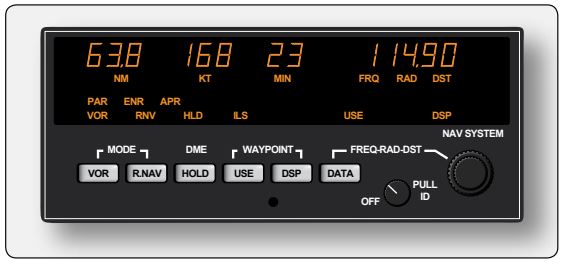 63.8 168 23 114.90
NM KT MIN FRQ RAD DST
PAR ENR APR
VOR RNV HLD ILS USE DSP
NAV SYSTEM
MODE DME WAYPOINT FREQ-RAD-DST
VOR R.NAV HOLD USE DSP DATA
OFF PULL ID